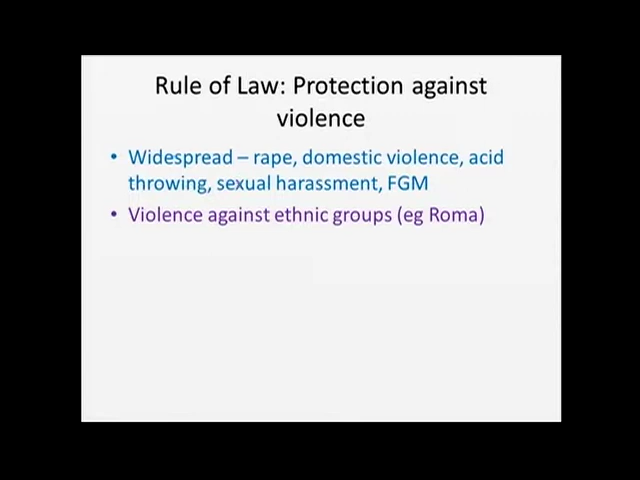 Rule of Law: Protection against
violence
• Widespread – rape, domestic violence, acid
throwing, sexual harassment, FGM
• Violence against ethnic groups (eg Roma)